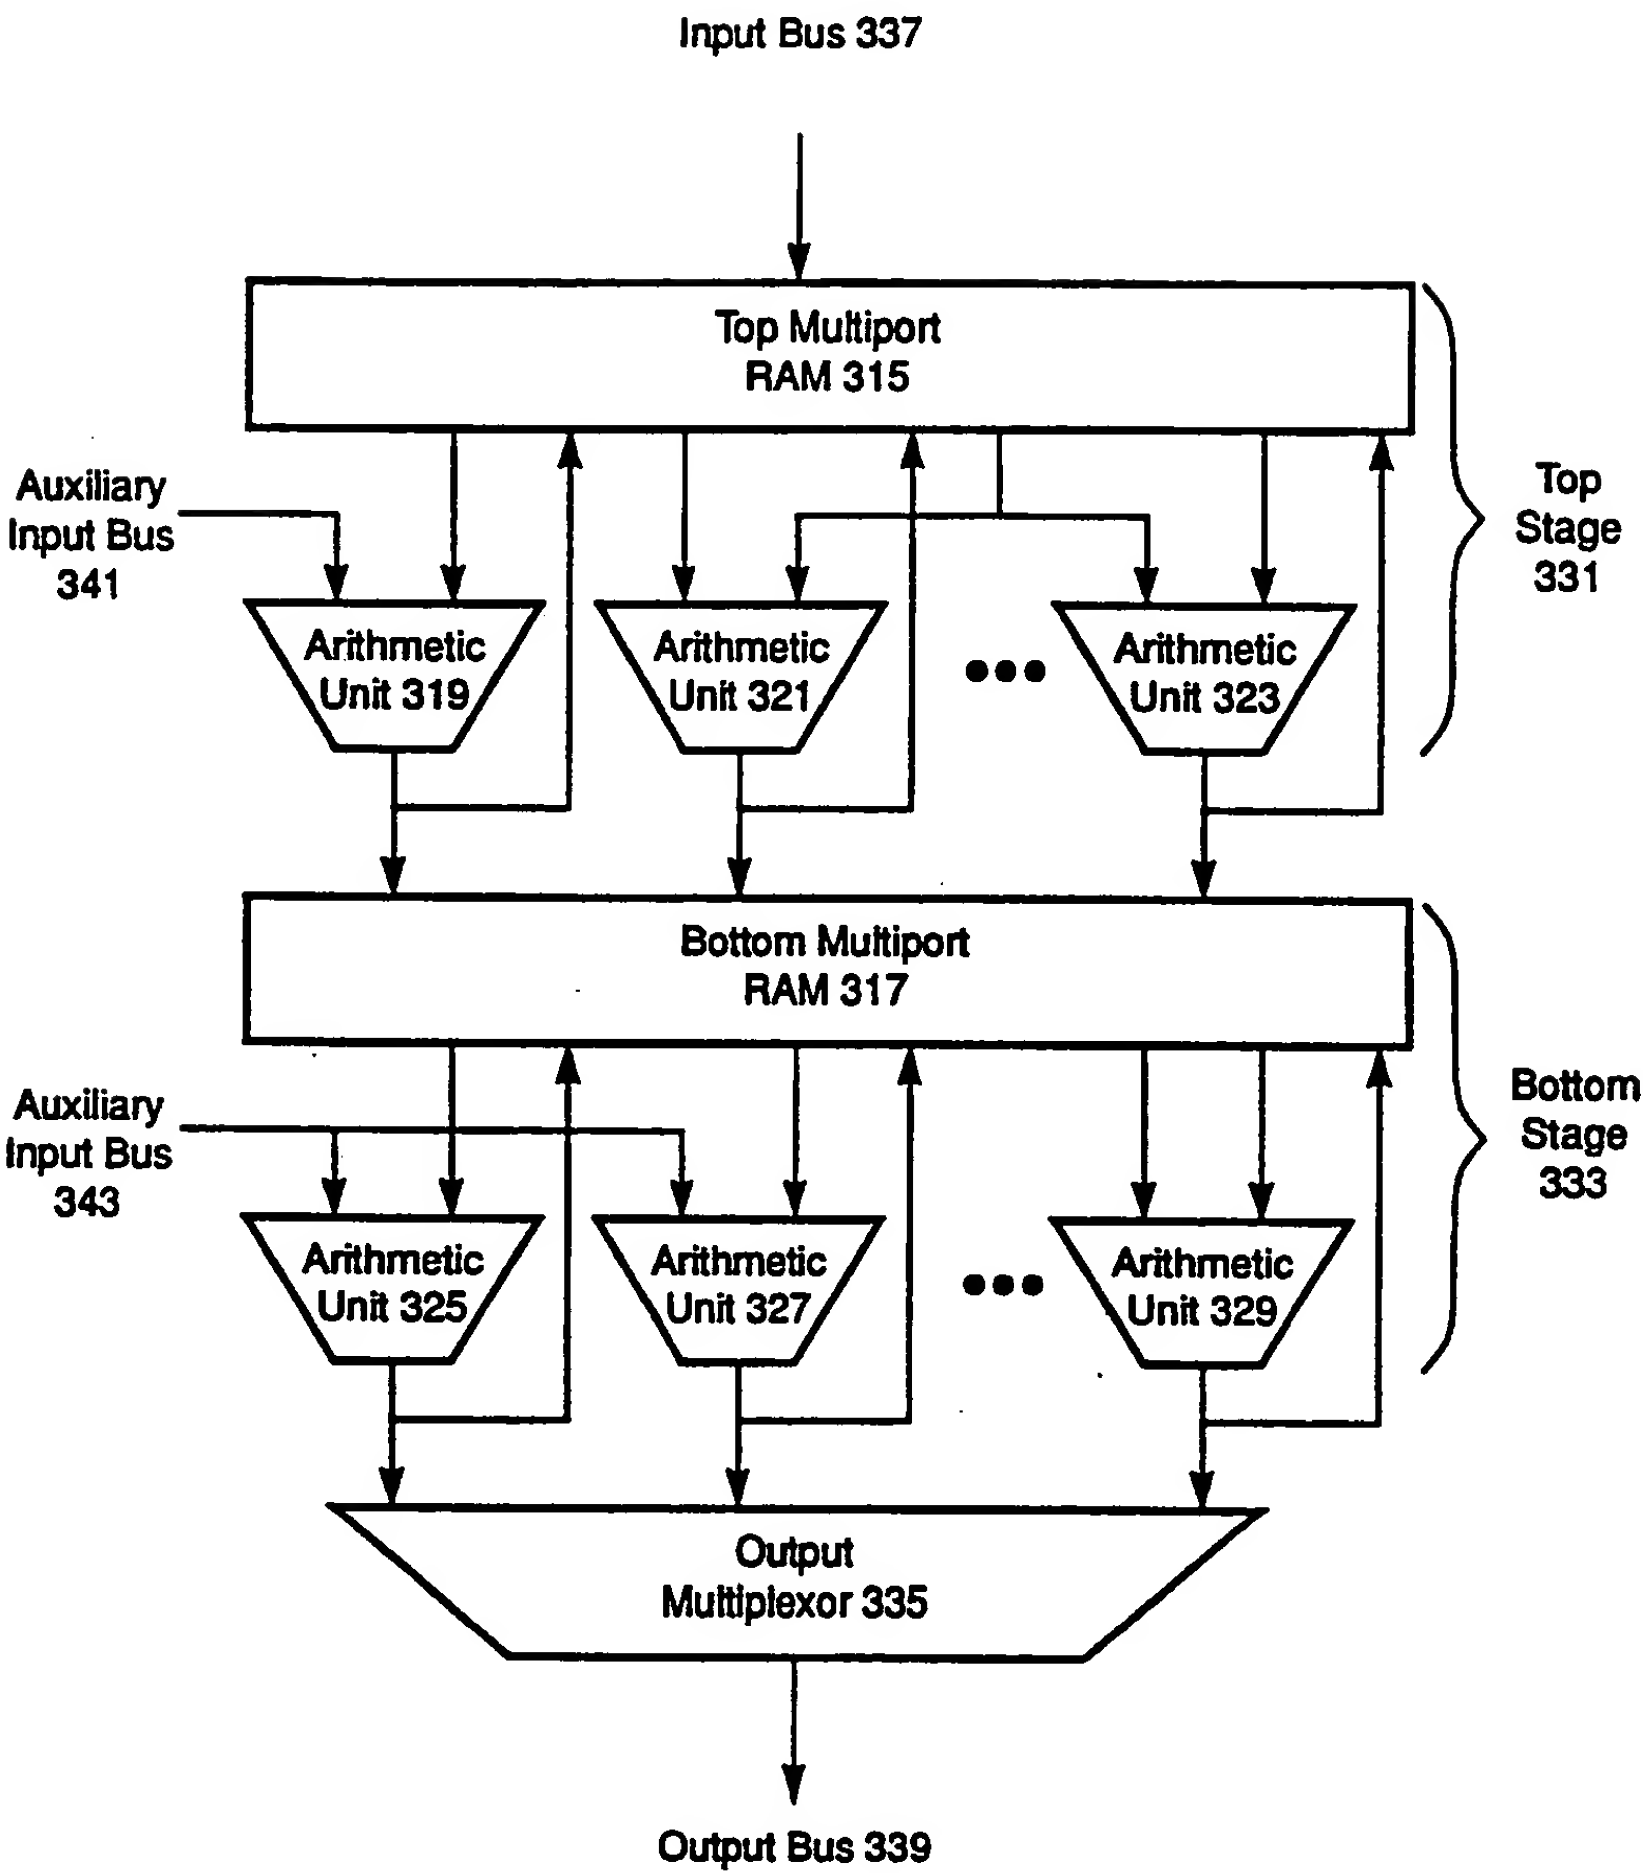 Input Bus 337
Top Multiport
RAM 315
Auxiliary
Input Bus
341
Top
Stage
331
Arithmetic
Unit 319
Arithmetic
Unit 321
Arithmetic
Unit 323
Bottom Multiport
RAM 317
Auxiliary
Input Bus
343
Bottom
Stage
333
Arithmetic
Unit 325
Arithmetic
Unit 327
Arithmetic
Unit 329
Output
Multiplexor 335
Output Bus 339